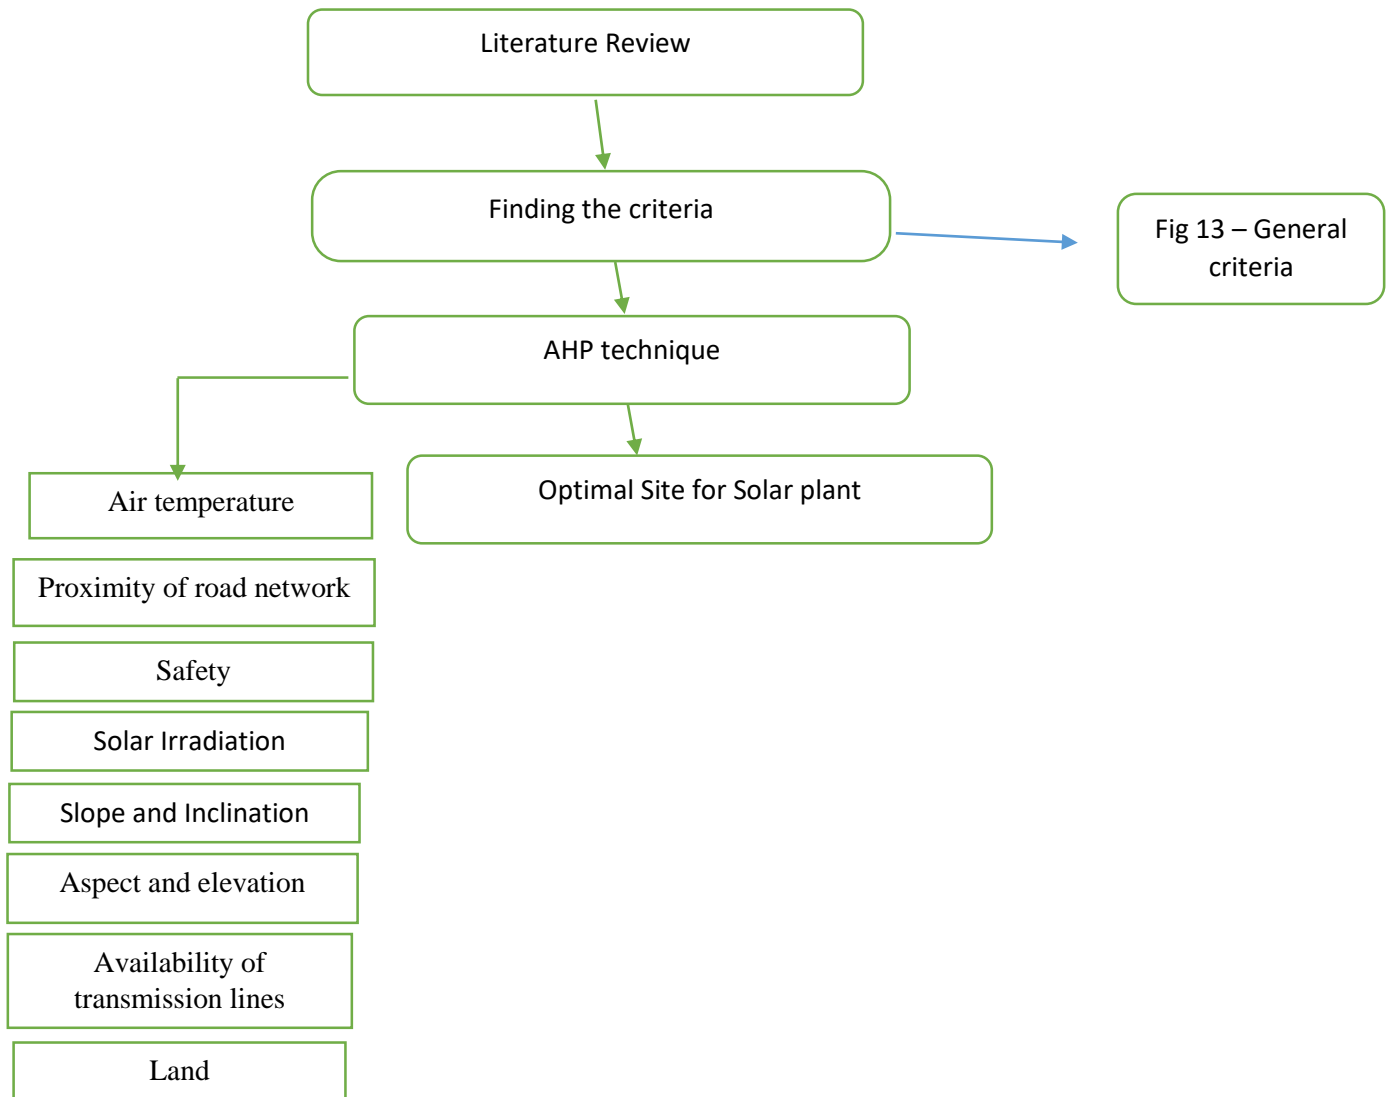 Literature Review
Finding the criteria
Fig 13 – General
criteria
AHP technique
Optimal Site for Solar plant
Air temperature
Proximity of road network
Safety
Solar Irradiation
Slope and Inclination
Aspect and elevation
Availability of
transmission lines
Land